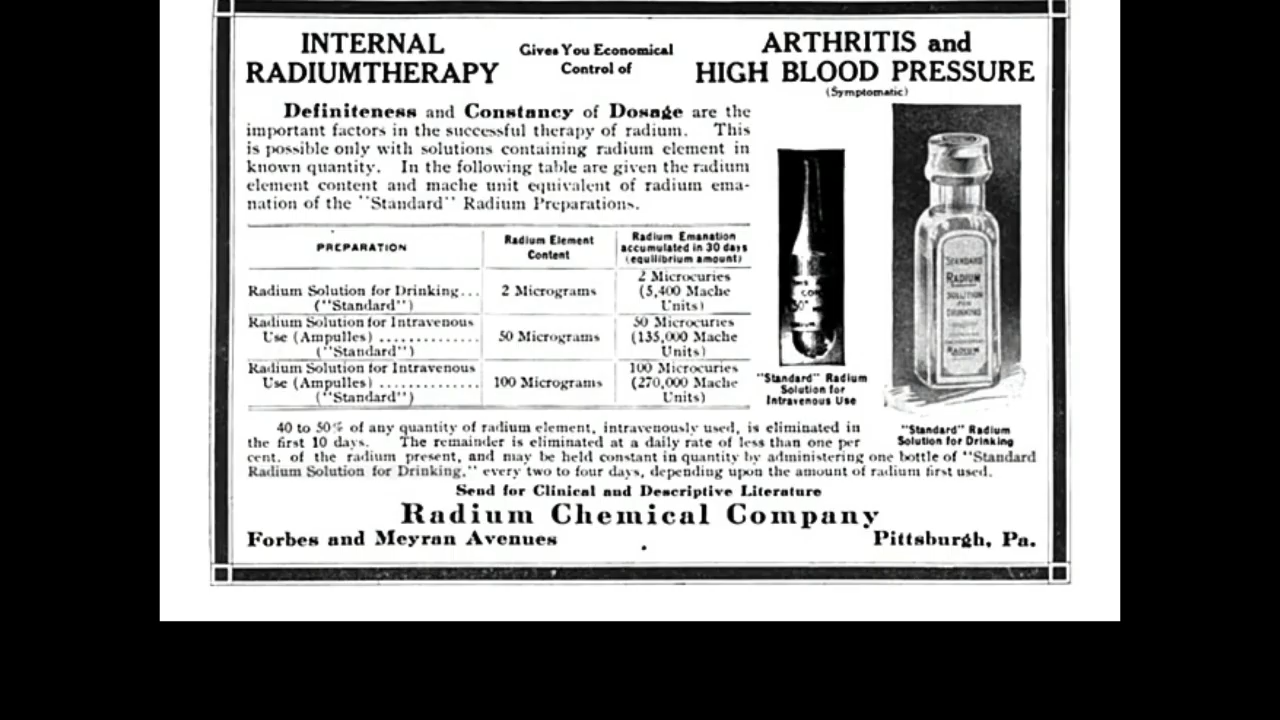 INTERNAL
RADIUMTHERAPY
Gives You Economical
Control of
ARTHRITIS and
HIGH BLOOD PRESSURE
(Symptomatic)
Definiteness and Constancy of Dosage are the
important factors in the successful therapy of radium. This
is possible only with solutions containing radium element in
known quantity. In the following table are given the radium
element content and mache unit equivalent of radium ema-
nation of the "Standard" Radium Preparations.
PREPARATION
Radium Element
Content
Radium Emanation
accumulated in 30 days
(equilibrium amount)
Radium Solution for Drinking...
("Standard")
2 Micrograms
2 Microcuries
(5,400 Mache
Units)
Radium Solution for Intravenous
Use (Ampulles) ..............
("Standard")
50 Micrograms
50 Microcuries
(135,000 Mache
Units)
Radium Solution for Intravenous
Use (Ampulles) ..............
("Standard")
100 Micrograms
100 Microcuries
(270,000 Mache
Units)
"Standard" Radium
Solution for
Intravenous Use
STANDARD
RADIUM
SOLUTION
FOR
DRINKING
RADIUM
"Standard" Radium
Solution for Drinking
40 to 50% of any quantity of radium element, intravenously used, is eliminated in
the first 10 days. The remainder is eliminated at a daily rate of less than one per
cent. of the radium present, and may be held constant in quantity by administering one bottle of "Standard
Radium Solution for Drinking," every two to four days, depending upon the amount of radium first used.
Send for Clinical and Descriptive Literature
Radium Chemical Company
Forbes and Meyran Avenues
Pittsburgh, Pa.